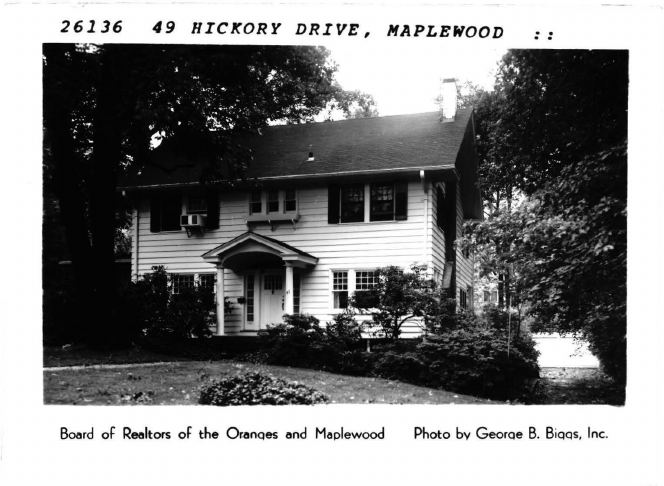 26136 49 HICKORY DRIVE, MAPLEWOOD ::
Board of Realtors of the Oranges and Maplewood Photo by George B. Biggs, Inc.